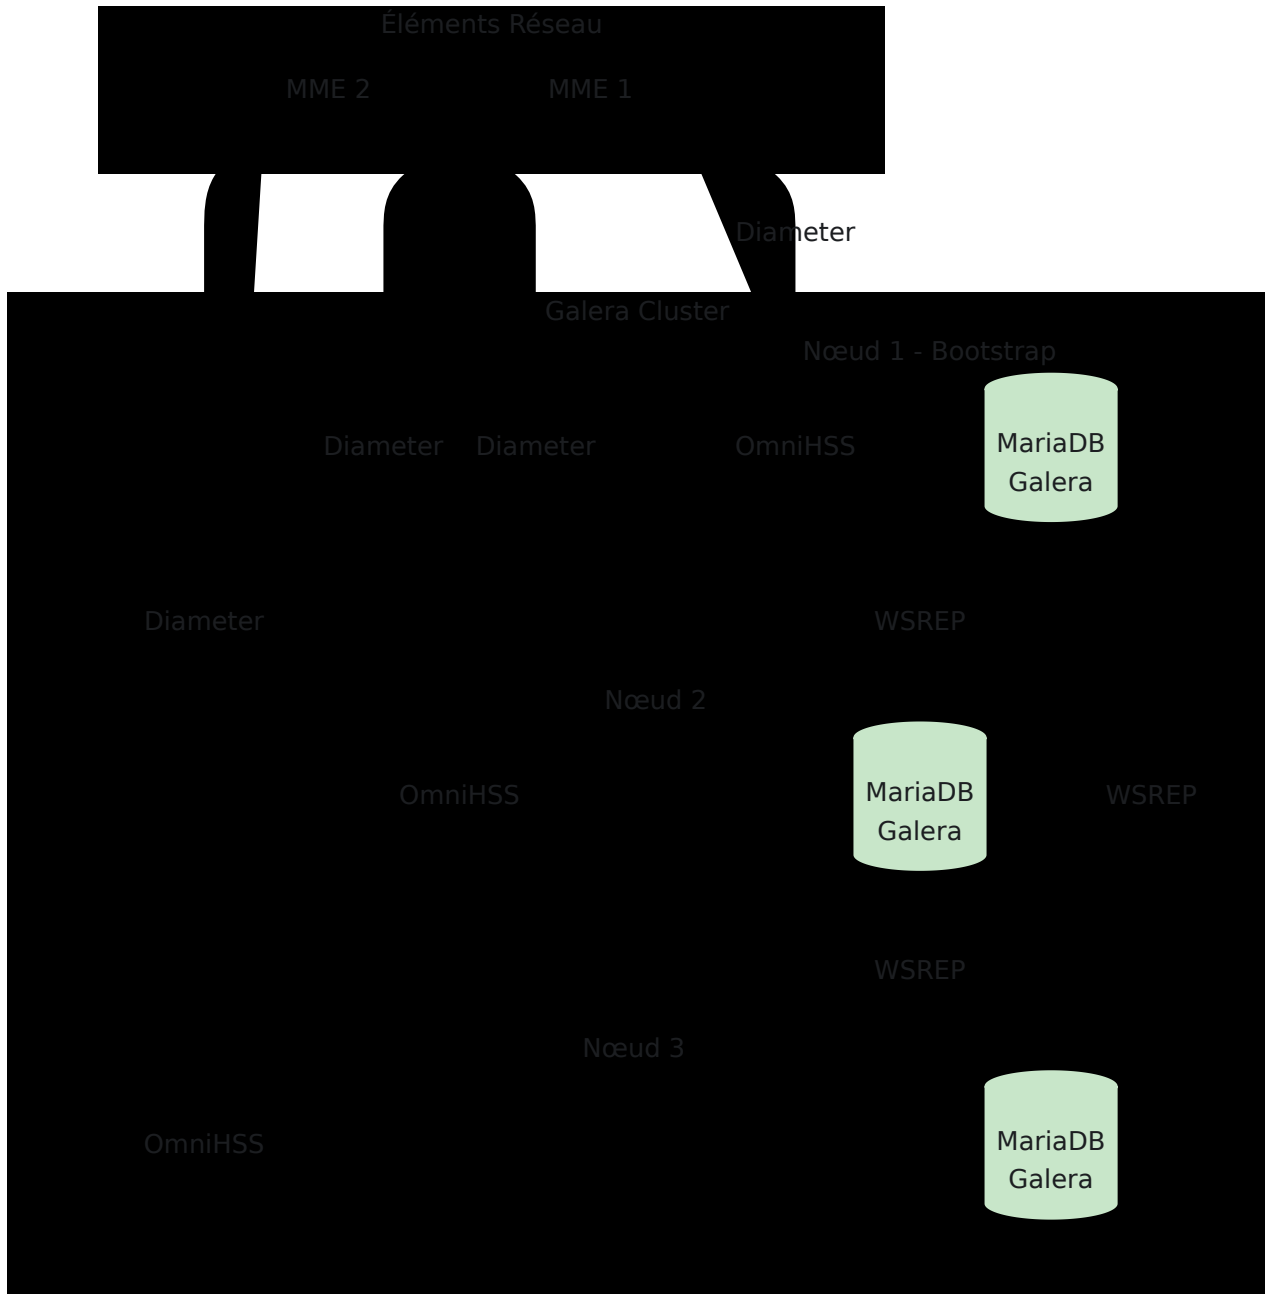 Éléments Réseau
MME 2
MME 1
Diameter
Galera Cluster
Nœud 1 - Bootstrap
Diameter
Diameter
OmniHSS
MariaDB
Galera
Diameter
WSREP
Nœud 2
OmniHSS
MariaDB
Galera
WSREP
WSREP
Nœud 3
OmniHSS
MariaDB
Galera